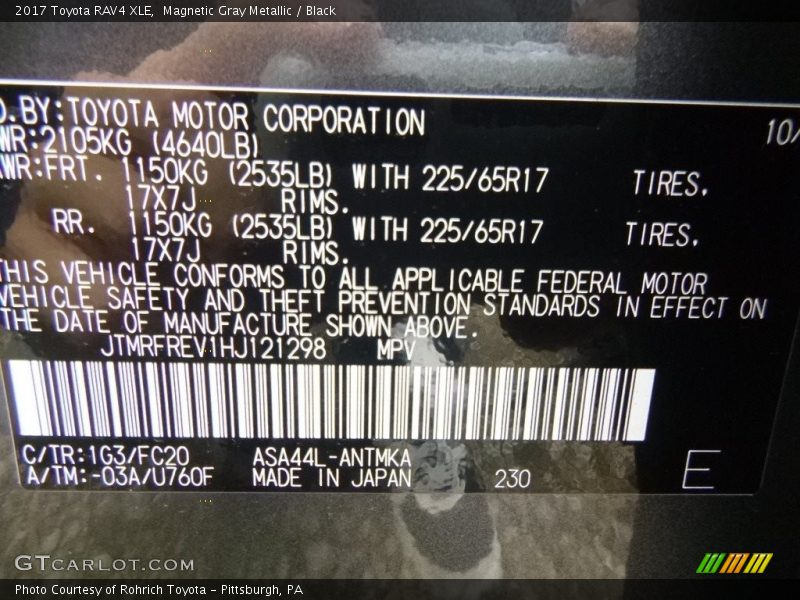 2017 Toyota RAV4 XLE, Magnetic Gray Metallic / Black
D.BY:TOYOTA MOTOR CORPORATION 10/
WR:2105KG (4640LB)
WR:FRT. 1150KG (2535LB) WITH 225/65R17 TIRES,
17X7J RIMS.
RR. 1150KG (2535LB) WITH 225/65R17 TIRES,
17X7J RIMS.
THIS VEHICLE CONFORMS TO ALL APPLICABLE FEDERAL MOTOR
VEHICLE SAFETY AND THEFT PREVENTION STANDARDS IN EFFECT ON
THE DATE OF MANUFACTURE SHOWN ABOVE.
JTMRFREV1HJ121298 MPV
C/TR:1G3/FC20 ASA44L-ANTMKA
A/TM:-03A/U760F MADE IN JAPAN 230 E
GTCARLOT.COM
Photo Courtesy of Rohrich Toyota - Pittsburgh, PA